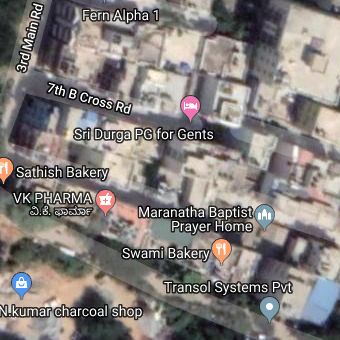 Fern Alpha 1
3rd Main Rd
7th B Cross Rd
Sri Durga PG for Gents
Sathish Bakery
VK PHARMA
ವಿ.ಕೆ. ಫಾರ್ಮಾ
Maranatha Baptist
Prayer Home
Swami Bakery
Transol Systems Pvt
N.kumar charcoal shop